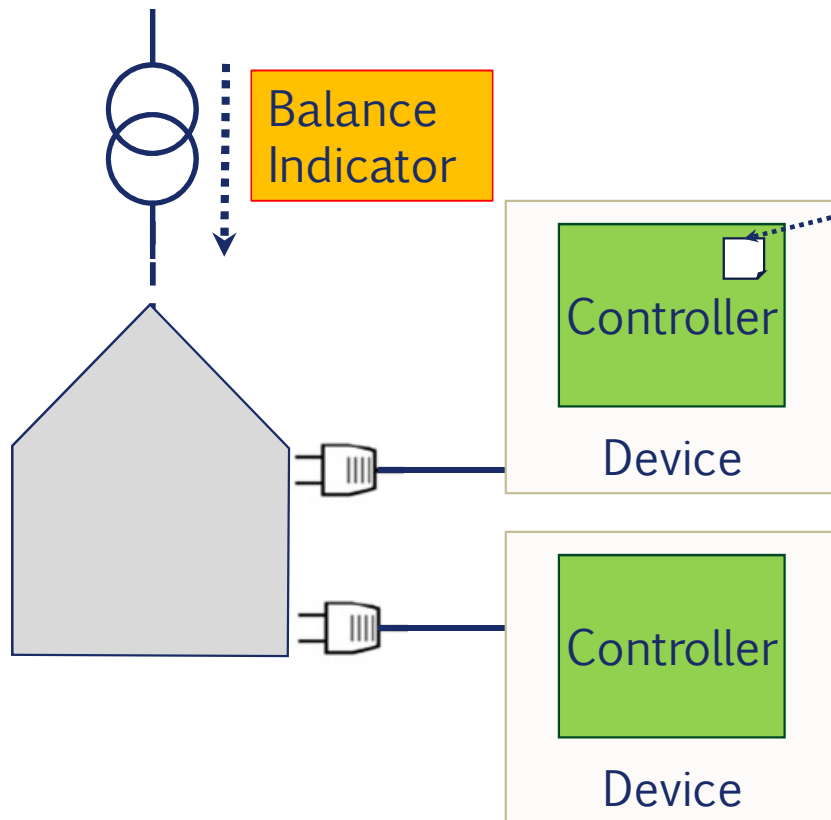 Balance
Indicator
Controller
Device
Controller
Device